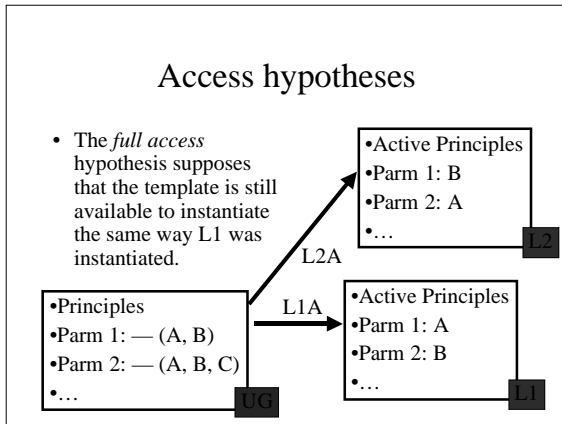 Access hypotheses
• The full access
hypothesis supposes
that the template is still
available to instantiate
the same way L1 was
instantiated.
•Active Principles
•Parm 1: B
•Parm 2: A
•…
L2
L2A
•Principles
•Parm 1: — (A, B)
•Parm 2: — (A, B, C)
•…
UG
L1A
•Active Principles
•Parm 1: A
•Parm 2: B
•…
L1